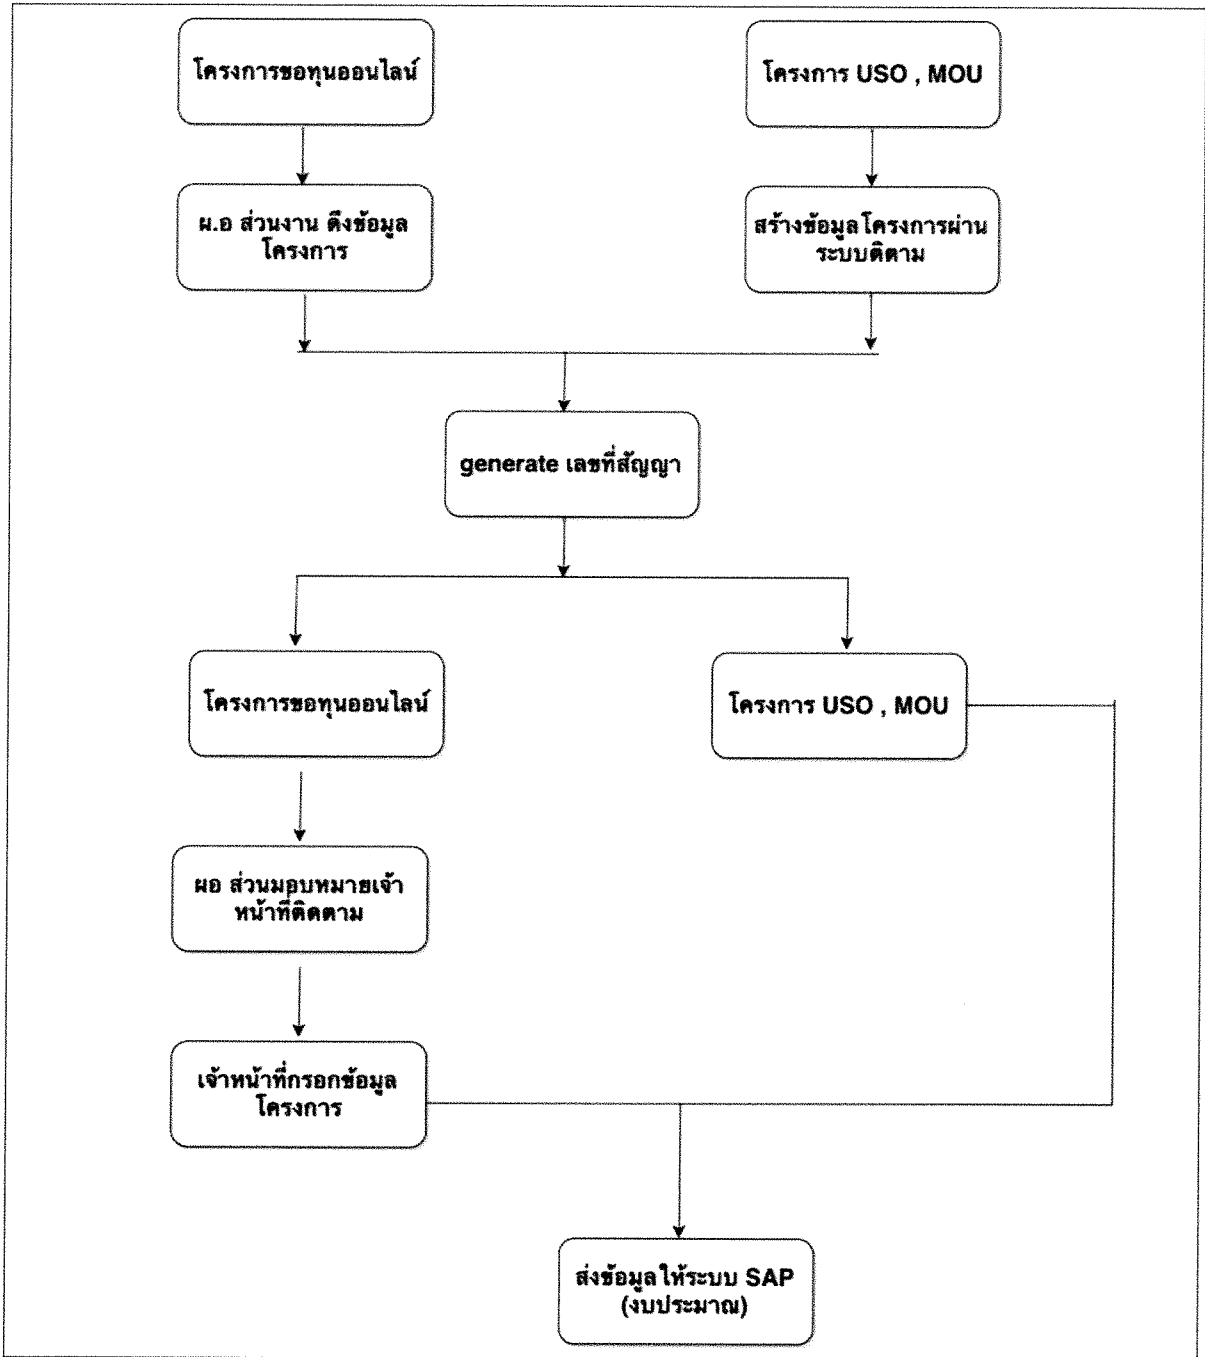 โครงการขอทุนออนไลน์
โครงการ USO , MOU
ผ.อ ส่วนงาน ดึงข้อมูล
โครงการ
สร้างข้อมูลโครงการผ่าน
ระบบติตาม
generate เลขที่สัญญา
โครงการขอทุนออนไลน์
โครงการ USO , MOU
ผอ ส่วนมอบหมายเจ้า
หน้าที่ติดตาม
เจ้าหน้าที่กรอกข้อมูล
โครงการ
ส่งข้อมูลให้ระบบ SAP
(งบประมาณ)